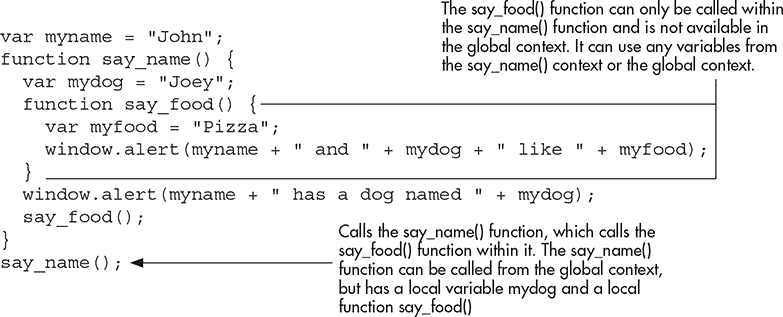 The say_food() function can only be called within
the say_name() function and is not available in
the global context. It can use any variables from
the say_name() context or the global context.
var myname = "John";
function say_name() {
  var mydog = "Joey";
  function say_food() {
    var myfood = "Pizza";
    window.alert(myname + " and " + mydog + " like " + myfood);
  }
  window.alert(myname + " has a dog named " + mydog);
  say_food();
}
say_name();
Calls the say_name() function, which calls the
say_food() function within it. The say_name()
function can be called from the global context,
but has a local variable mydog and a local
function say_food()